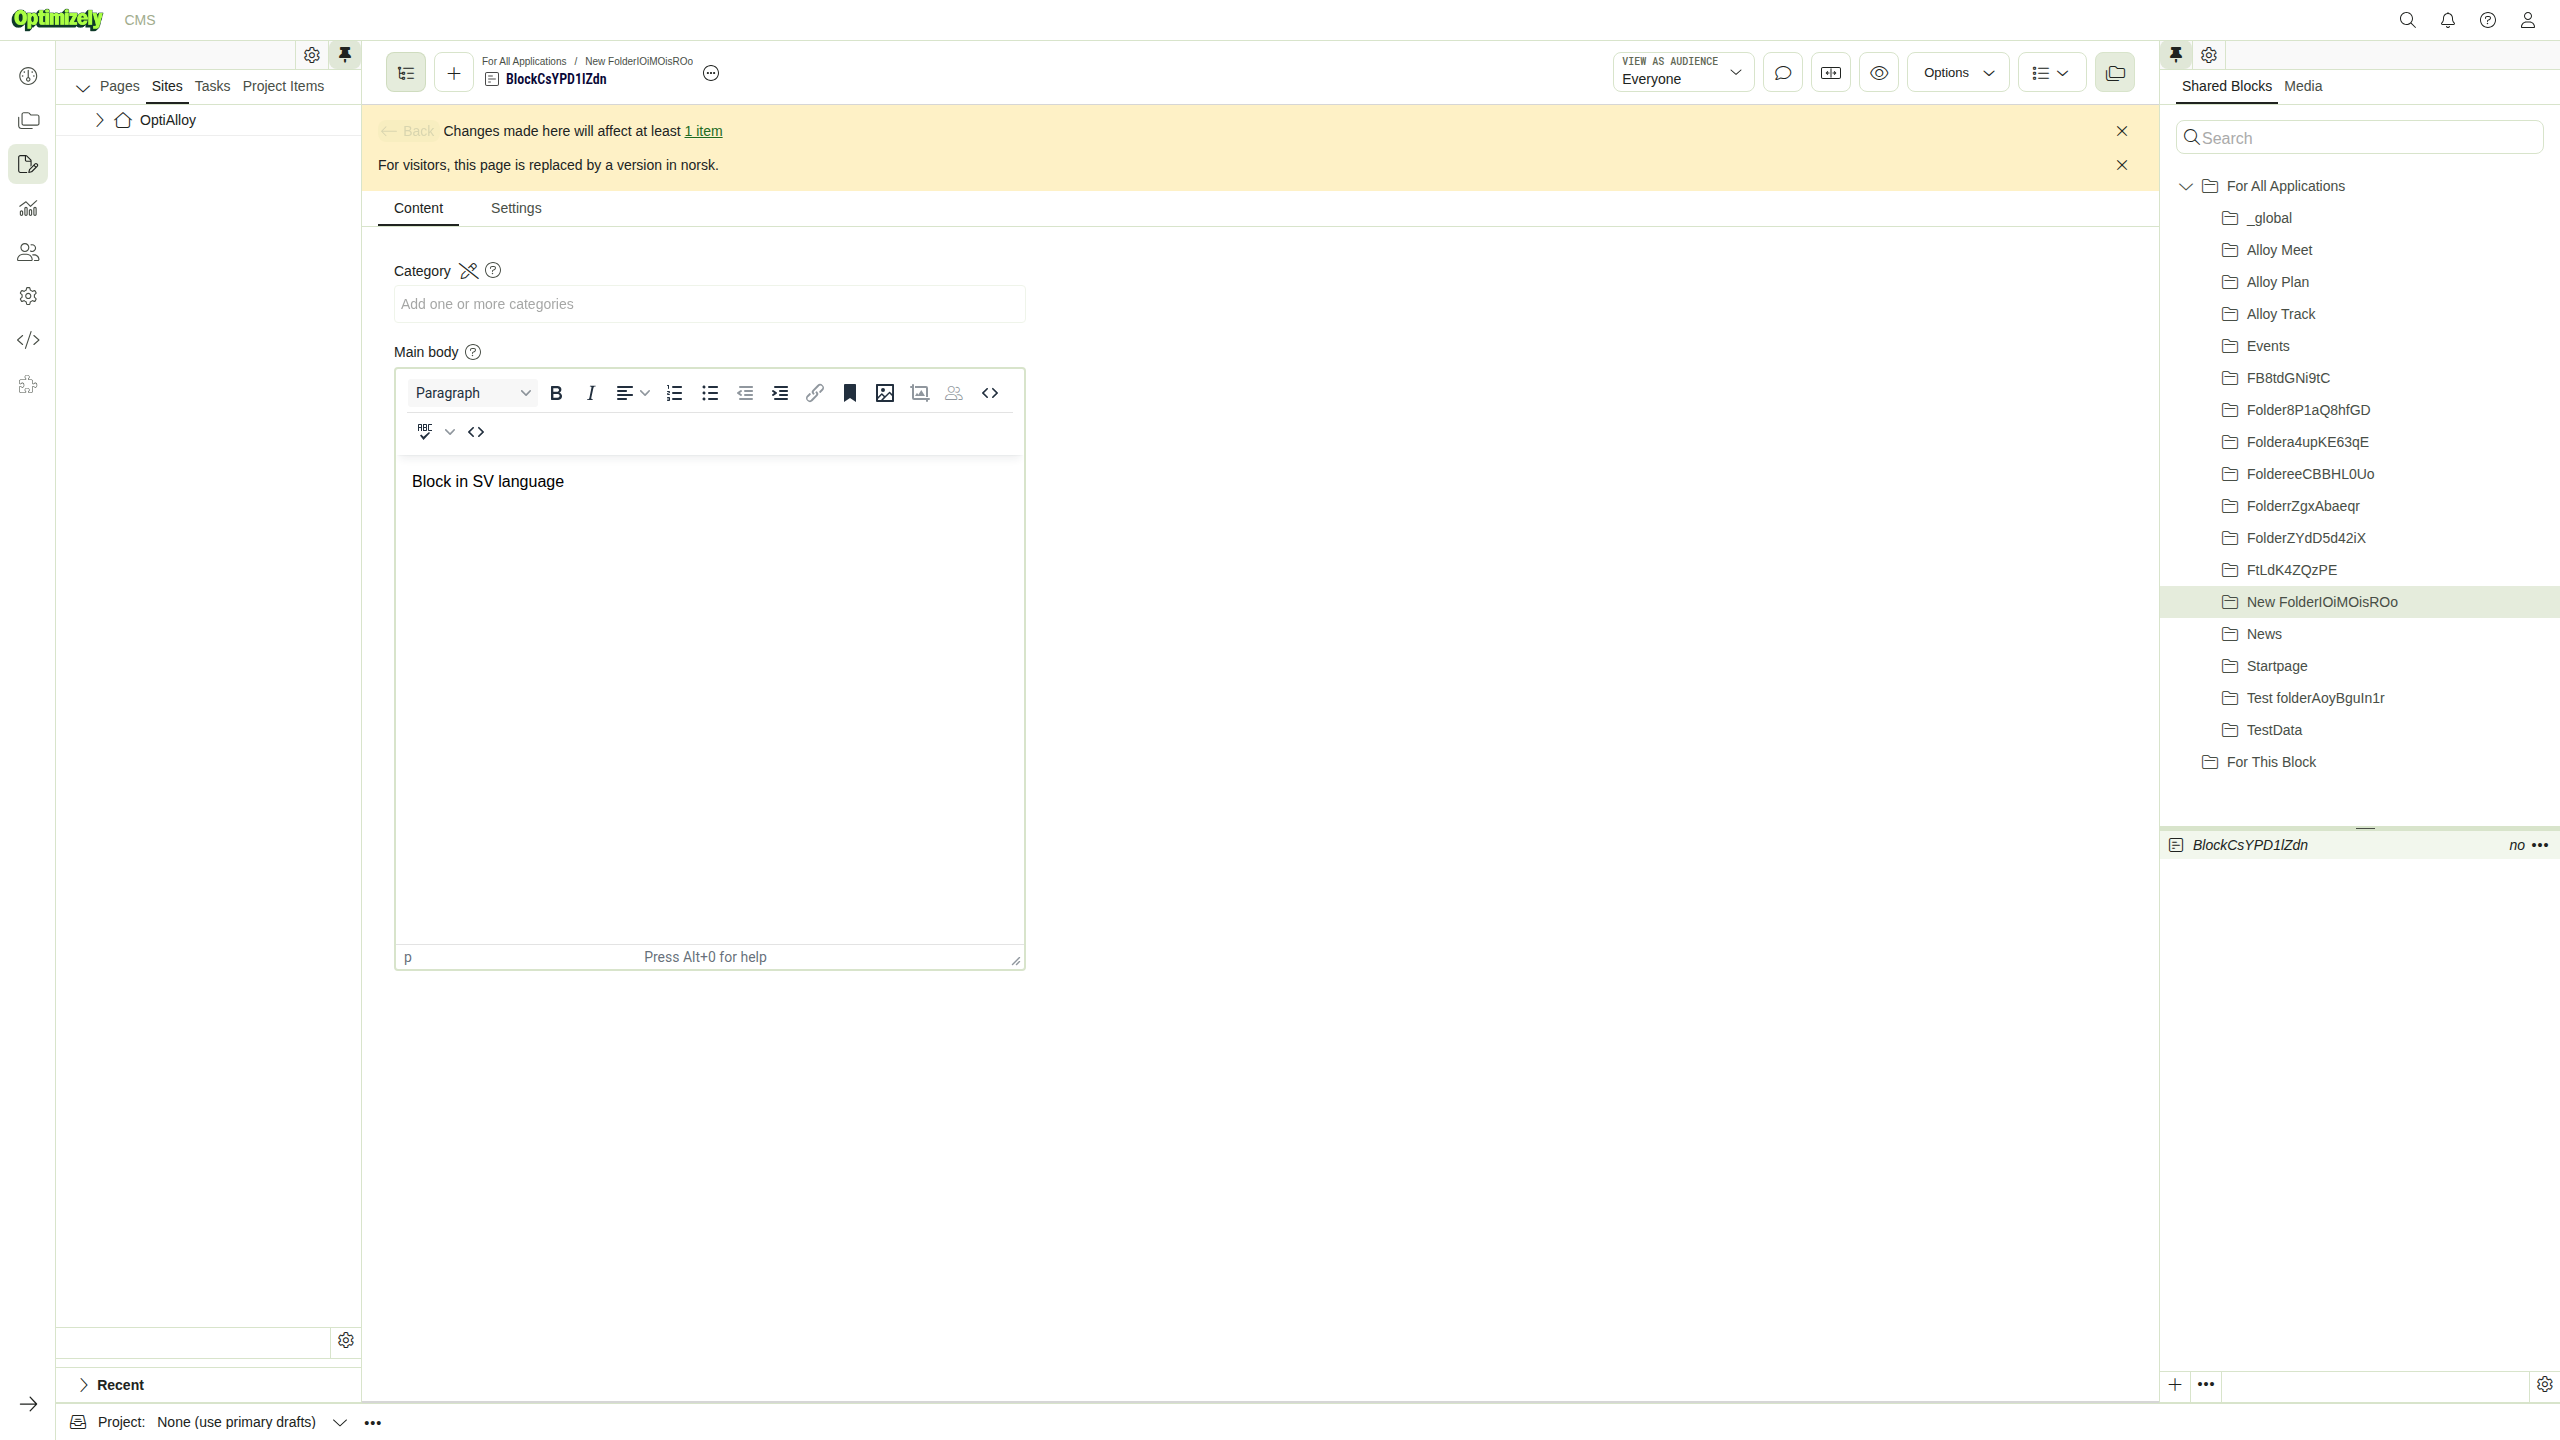 Optimizely CMS
Pages Sites Tasks Project Items
OptiAlloy
Recent
Project: None (use primary drafts)
For All Applications / New FolderIOiMOisROo
BlockCsYPD1lZdn
VIEW AS AUDIENCE
Everyone
Options
Back Changes made here will affect at least 1 item
For visitors, this page is replaced by a version in norsk.
Content Settings
Category
Add one or more categories
Main body
Paragraph
Block in SV language
p Press Alt+0 for help
Shared Blocks Media
Search
For All Applications
_global
Alloy Meet
Alloy Plan
Alloy Track
Events
FB8tdGNi9tC
Folder8P1aQ8hfGD
Foldera4upKE63qE
FoldereeCBBHL0Uo
FolderrZgxAbaeqr
FolderZYdD5d42iX
FtLdK4ZQzPE
New FolderIOiMOisROo
News
Startpage
Test folderAoyBguIn1r
TestData
For This Block
BlockCsYPD1lZdn no